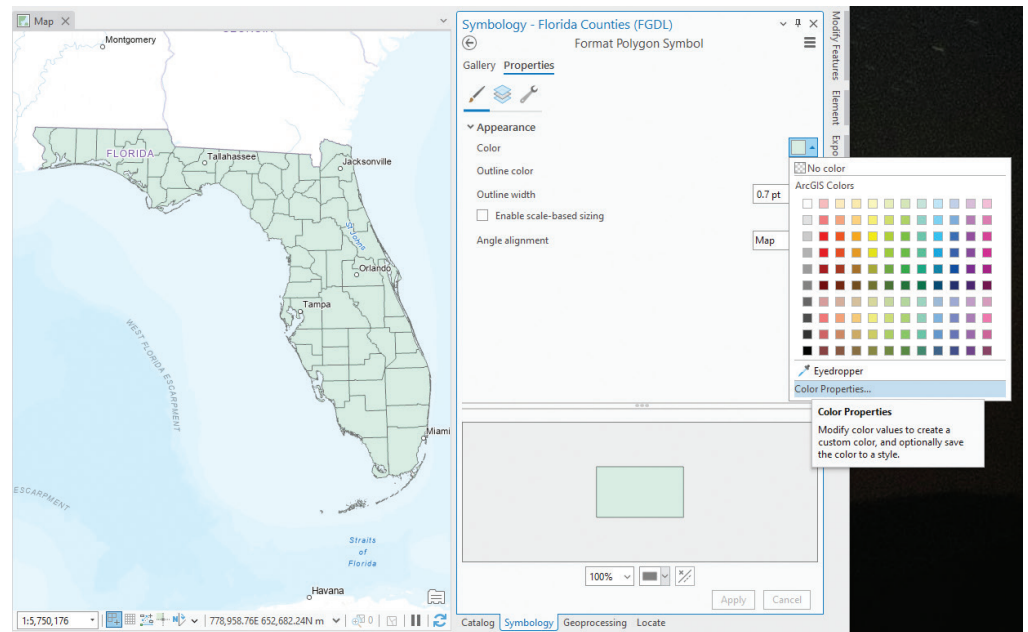 Map
Montgomery
FLORIDA
Tallahassee
Jacksonville
St Johns
Orlando
Tampa
WEST FLORIDA ESCARPMENT
Miami
ESCARPMENT
Straits
of
Florida
Havana
1:5,750,176
778,958.76E 652,682.24N m
0
Symbology - Florida Counties (FGDL)
Format Polygon Symbol
Gallery Properties
Appearance
Color
Outline color
Outline width
0.7 pt
Enable scale-based sizing
Angle alignment
Map
100%
Apply Cancel
Catalog Symbology Geoprocessing Locate
Modify Features
Element
Expo
No color
ArcGIS Colors
Eyedropper
Color Properties...
Color Properties
Modify color values to create a
custom color, and optionally save
the color to a style.